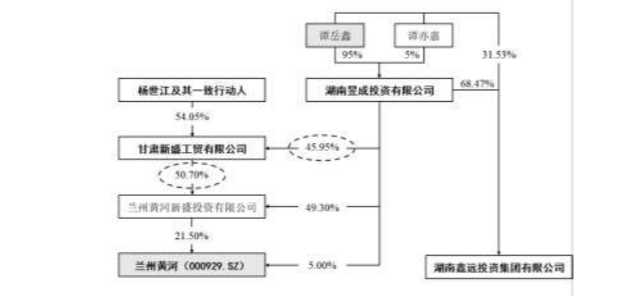 谭岳鑫
谭亦惠
95%
5%
31.53%
杨世江及其一致行动人
湖南昱成投资有限公司
68.47%
54.05%
甘肃新盛工贸有限公司
45.95%
50.70%
兰州黄河新盛投资有限公司
49.30%
21.50%
兰州黄河（000929.SZ）
5.00%
湖南鑫远投资集团有限公司